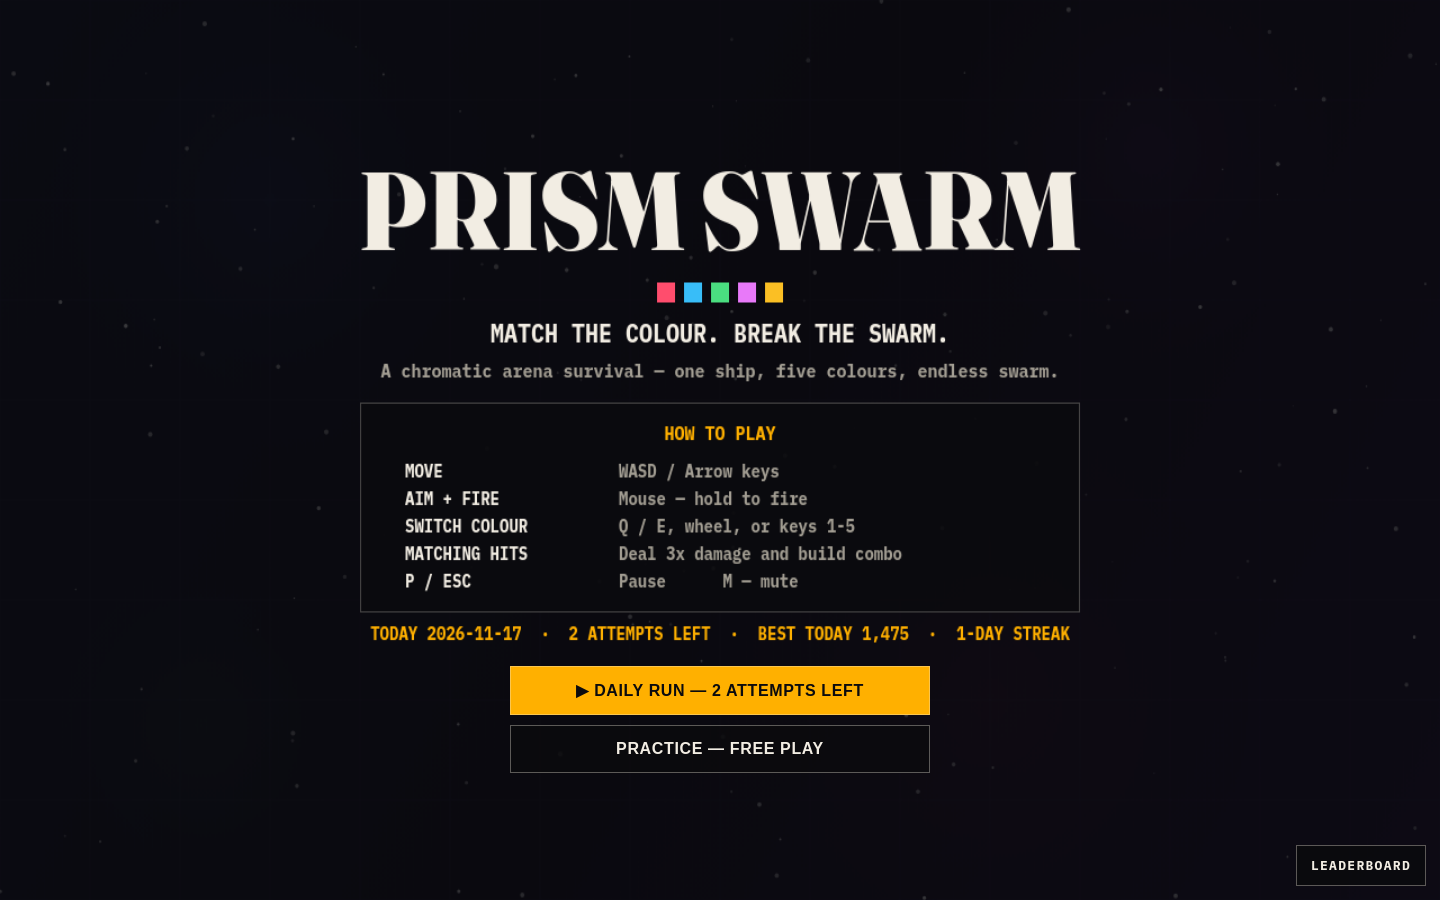 PRISM SWARM
MATCH THE COLOUR. BREAK THE SWARM.
A chromatic arena survival — one ship, five colours, endless swarm.
HOW TO PLAY
MOVE WASD / Arrow keys
AIM + FIRE Mouse — hold to fire
SWITCH COLOUR Q / E, wheel, or keys 1-5
MATCHING HITS Deal 3x damage and build combo
P / ESC Pause M — mute
TODAY 2026-11-17 · 2 ATTEMPTS LEFT · BEST TODAY 1,475 · 1-DAY STREAK
▶ DAILY RUN — 2 ATTEMPTS LEFT
PRACTICE — FREE PLAY
LEADERBOARD